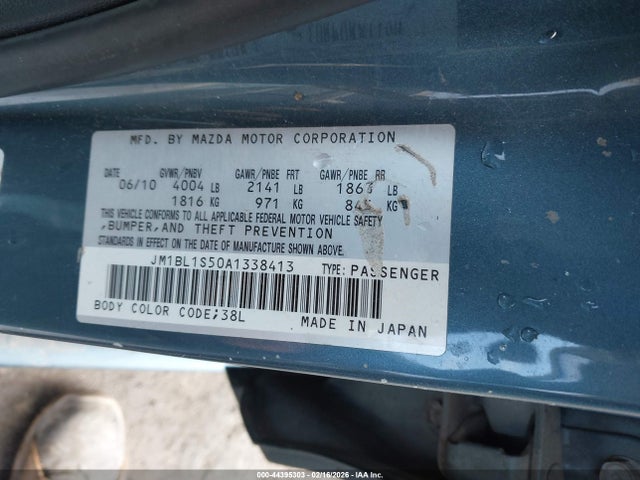 MFD. BY MAZDA MOTOR CORPORATION
DATE GVWR/PNBV GAWR/PNBE FRT GAWR/PNBE RR
06/10 4004 LB 2141 LB 1863 LB
1816 KG 971 KG KG
THIS VEHICLE CONFORMS TO ALL APPLICABLE FEDERAL MOTOR VEHICLE SAFETY
,BUMPER,AND THEFT PREVENTION
STANDARDS IN EFFECT ON THE DATE OF MANUFACTURE SHOWN ABOVE.
JM1BL1S50A1338413 TYPE: PASSENGER
BODY COLOR CODE;38L MADE IN JAPAN
000-44395303 - 02/16/2026 - IAA Inc.